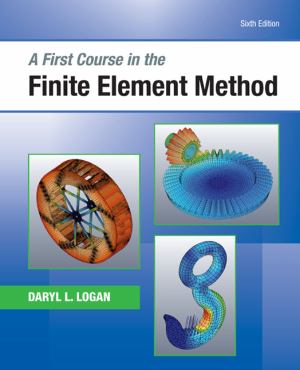 Sixth Edition
A First Course in the
Finite Element Method
DARYL L. LOGAN